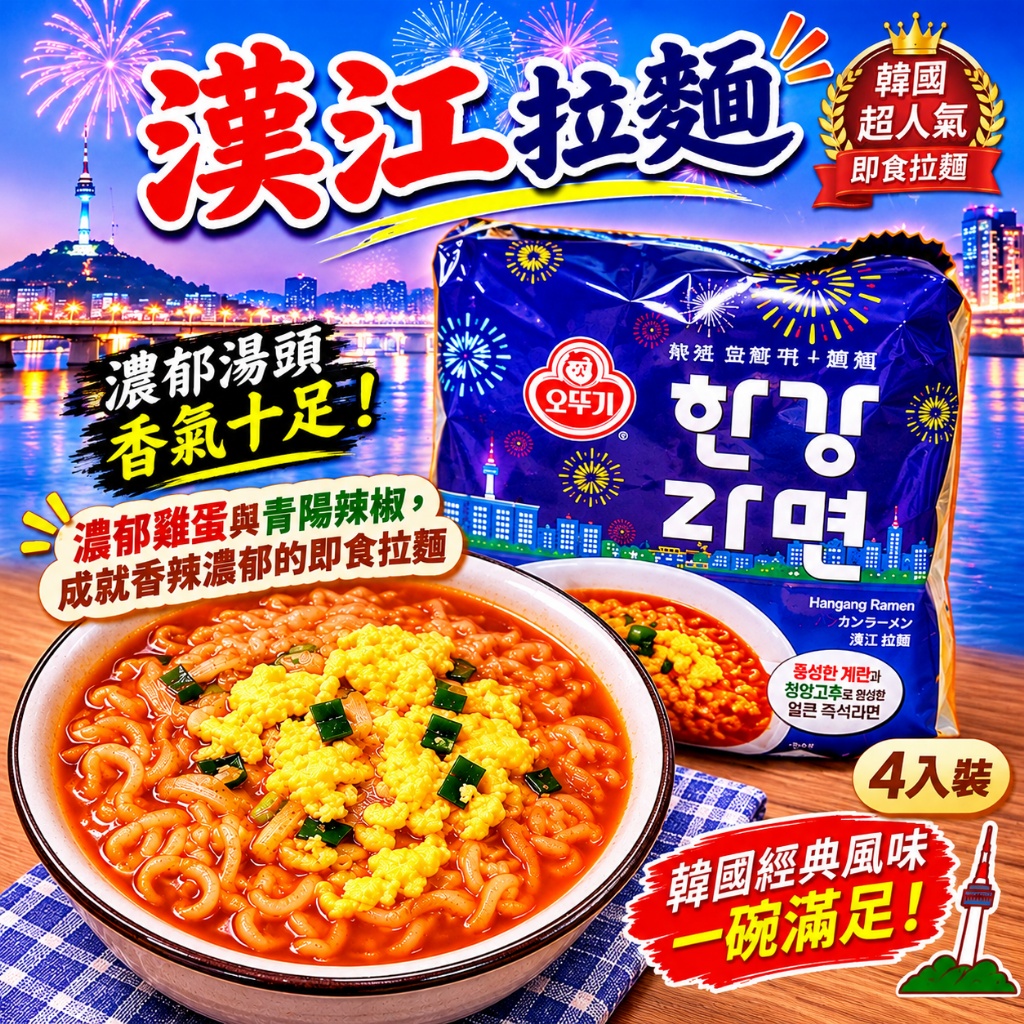 漢江拉麵
韓國
超人氣
即食拉麵
濃郁湯頭
香氣十足！
濃郁雞蛋與青陽辣椒，
成就香辣濃郁的即食拉麵
오뚜기
®
한강
라면
Hangang Ramen
カンラーメン
漢江 拉麵
풍성한 계란과
청양고추로 완성한
얼큰 즉석라면
4入裝
韓國經典風味
一碗滿足！